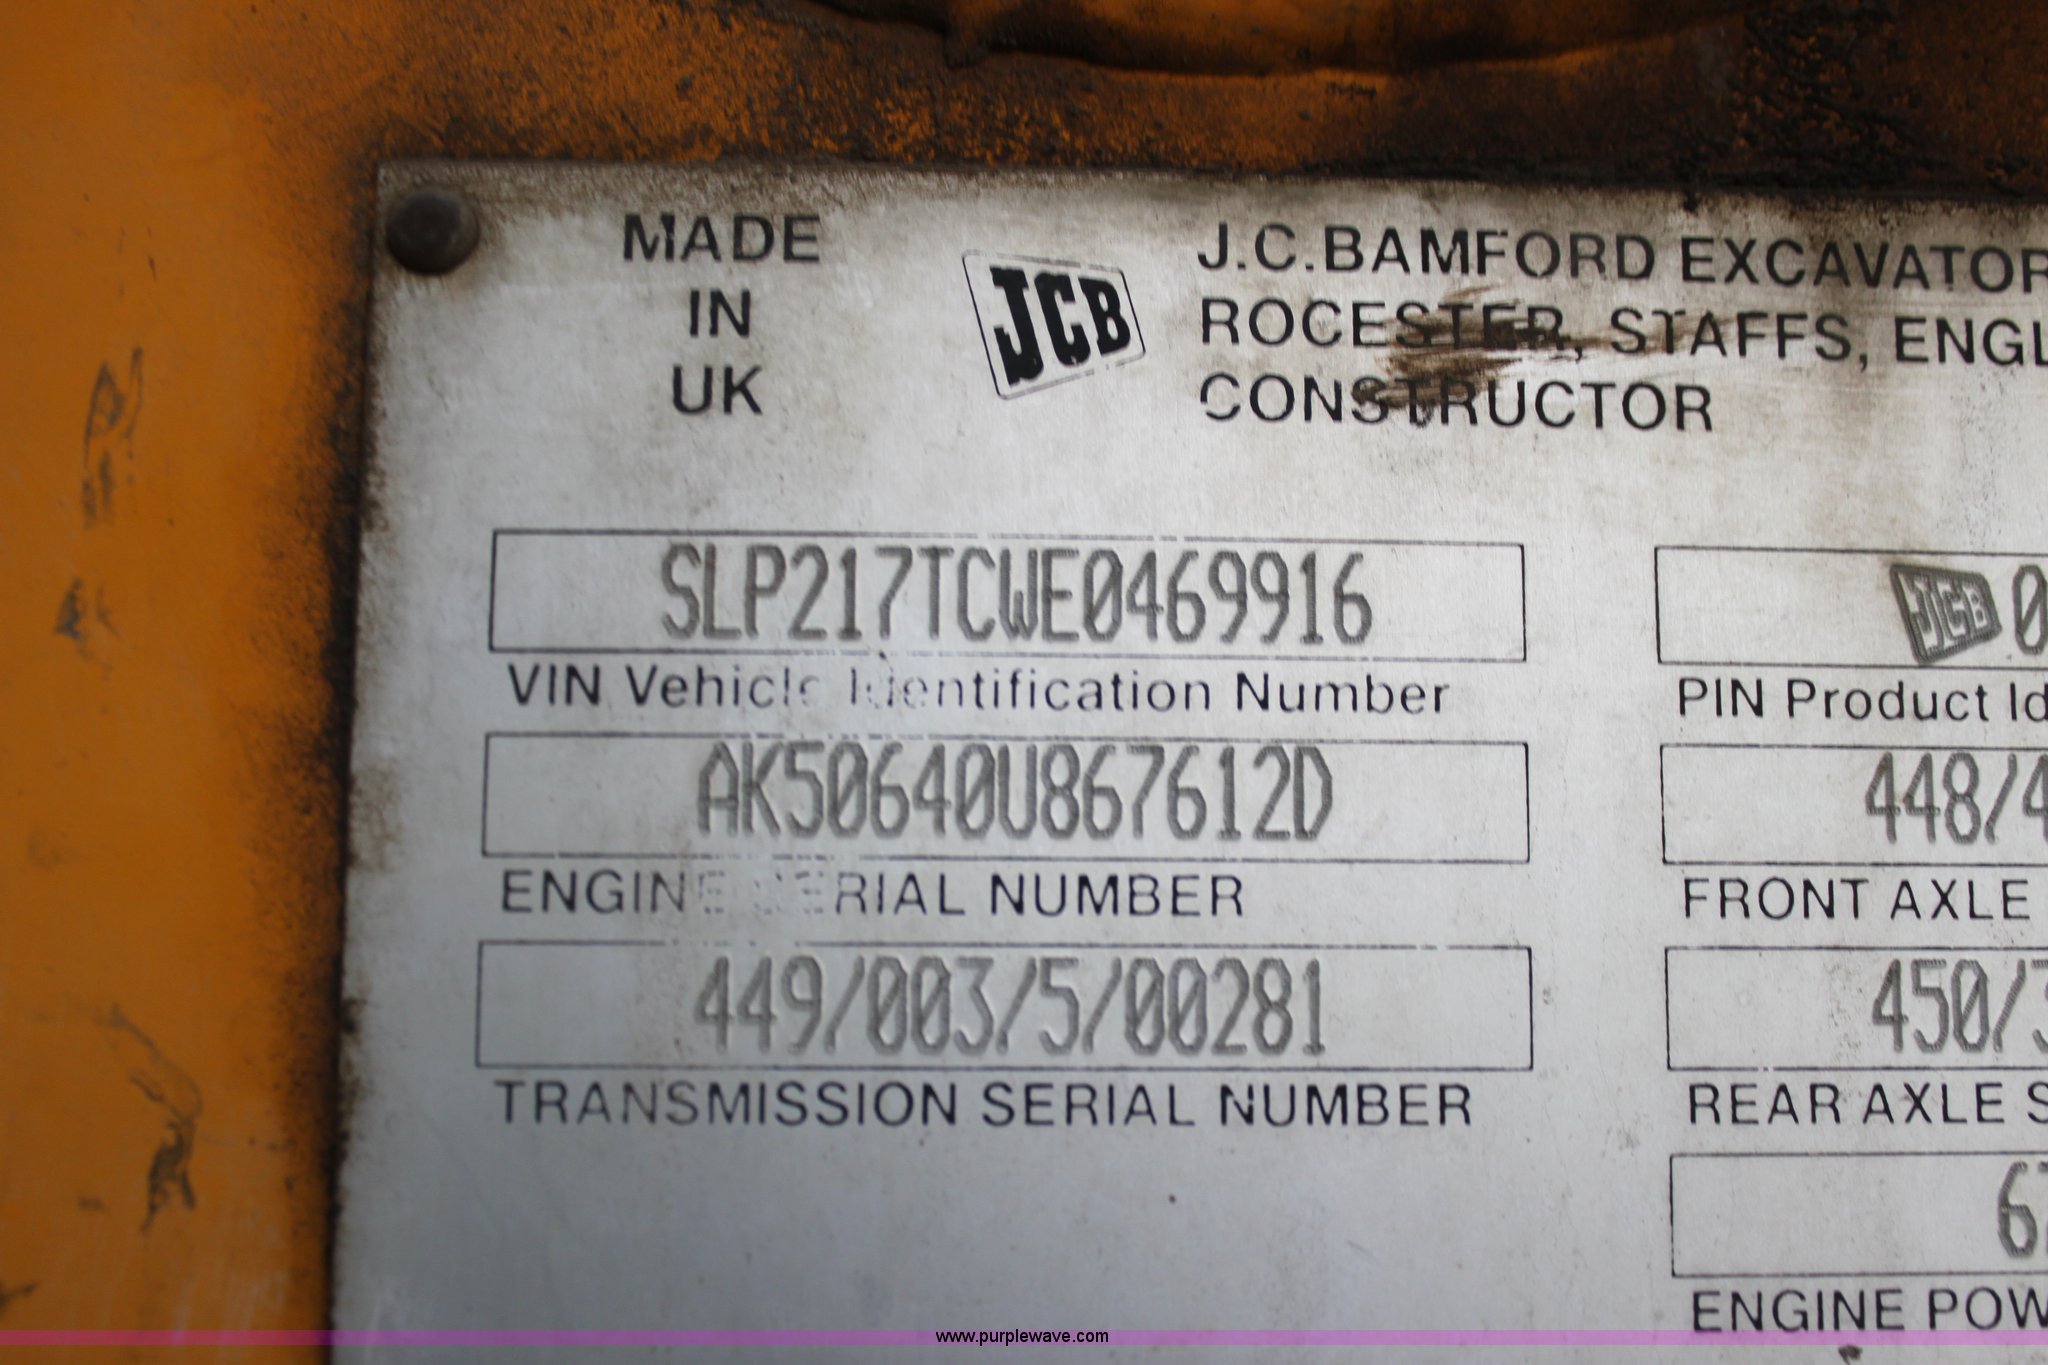 MADE
IN
UK
JCB
J.C.BAMFORD EXCAVATOR
ROCESTER, STAFFS, ENGL
CONSTRUCTOR
SLP217TCWE0469916
VIN Vehicle Identification Number
JCB 0
PIN Product Id
AK50640U867612D
ENGINE SERIAL NUMBER
448/4
FRONT AXLE
449/003/5/00281
TRANSMISSION SERIAL NUMBER
450/3
REAR AXLE S
6
ENGINE POW
www.purplewave.com